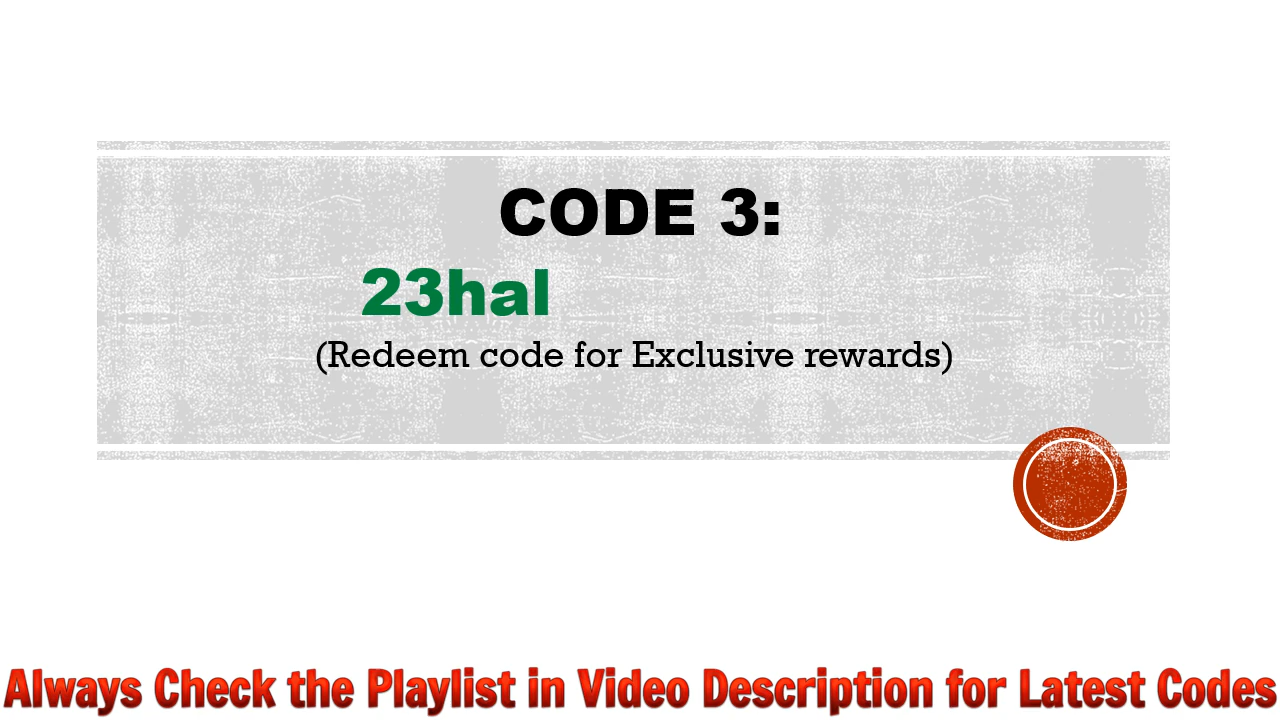 CODE 3:
23hal
(Redeem code for Exclusive rewards)
Always Check the Playlist in Video Description for Latest Codes